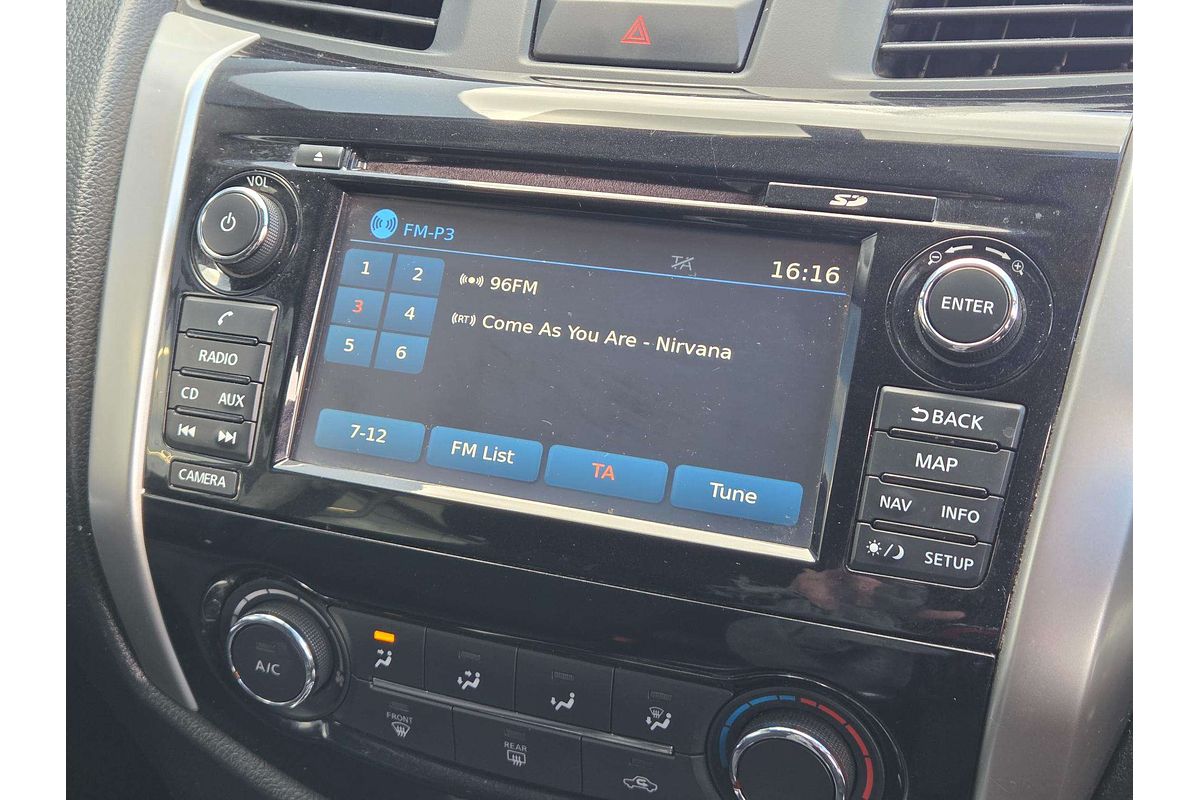 VOL
SD
FM-P3
TA
16:16
1 2
3 4
5 6
96FM
RT
Come As You Are - Nirvana
7-12
FM List
TA
Tune
RADIO
CD AUX
CAMERA
ENTER
BACK
MAP
NAV INFO
SETUP
A/C
FRONT
REAR